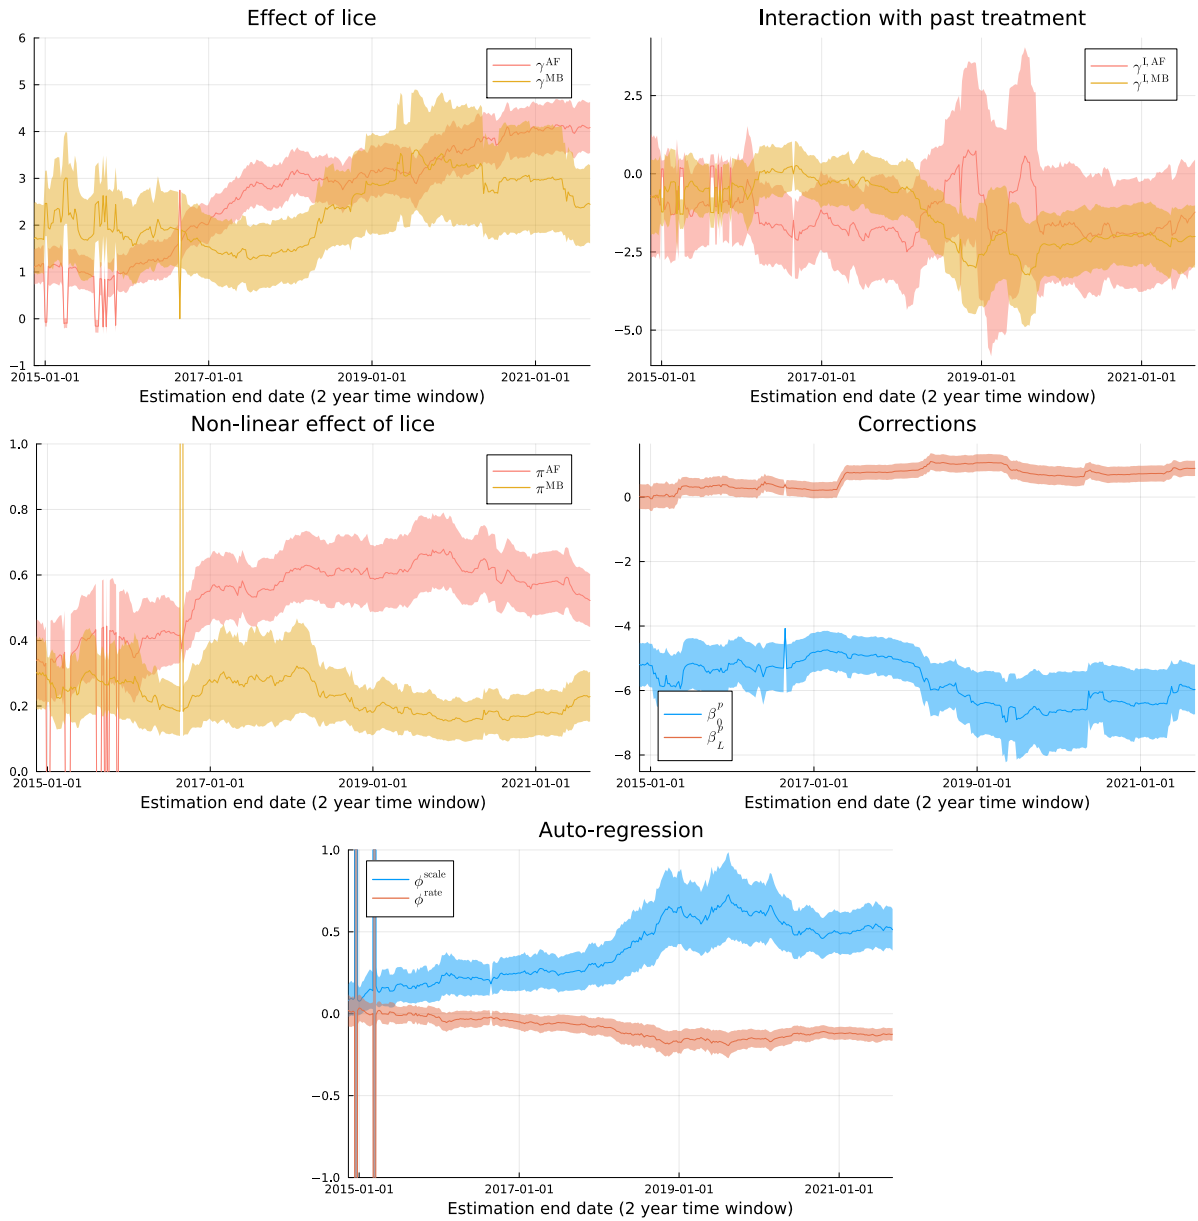 Effect of lice
6
5
4
3
2
1
0
−1
γ^AF
γ^MB
2015-01-01 2017-01-01 2019-01-01 2021-01-01
Estimation end date (2 year time window)
Interaction with past treatment
2.5
0.0
−2.5
−5.0
γ^I,AF
γ^I,MB
2015-01-01 2017-01-01 2019-01-01 2021-01-01
Estimation end date (2 year time window)
Non-linear effect of lice
1.0
0.8
0.6
0.4
0.2
0.0
π^AF
π^MB
2015-01-01 2017-01-01 2019-01-01 2021-01-01
Estimation end date (2 year time window)
Corrections
0
−2
−4
−6
−8
β_0^p
β_L^p
2015-01-01 2017-01-01 2019-01-01 2021-01-01
Estimation end date (2 year time window)
Auto-regression
1.0
0.5
0.0
−0.5
−1.0
ϕ^scale
ϕ^rate
2015-01-01 2017-01-01 2019-01-01 2021-01-01
Estimation end date (2 year time window)